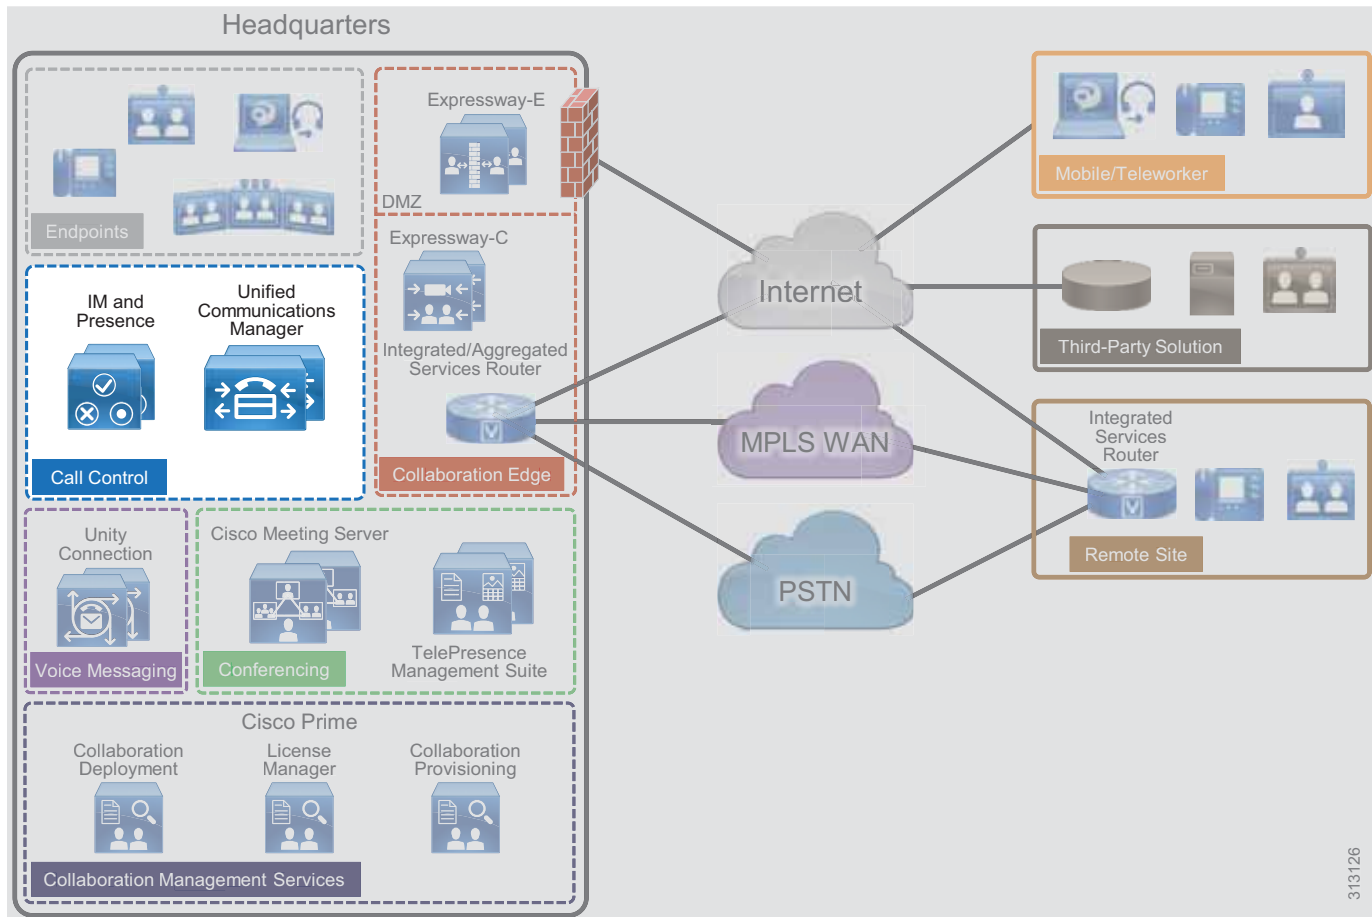 Headquarters
Endpoints
Expressway-E
DMZ
Expressway-C
Integrated/Aggregated
Services Router
Collaboration Edge
IM and
Presence
Unified
Communications
Manager
Call Control
Unity
Connection
Voice Messaging
Cisco Meeting Server
TelePresence
Management Suite
Conferencing
Cisco Prime
Collaboration
Deployment
License
Manager
Collaboration
Provisioning
Collaboration Management Services
Internet
MPLS WAN
PSTN
Mobile/Teleworker
Third-Party Solution
Integrated
Services
Router
Remote Site
313126